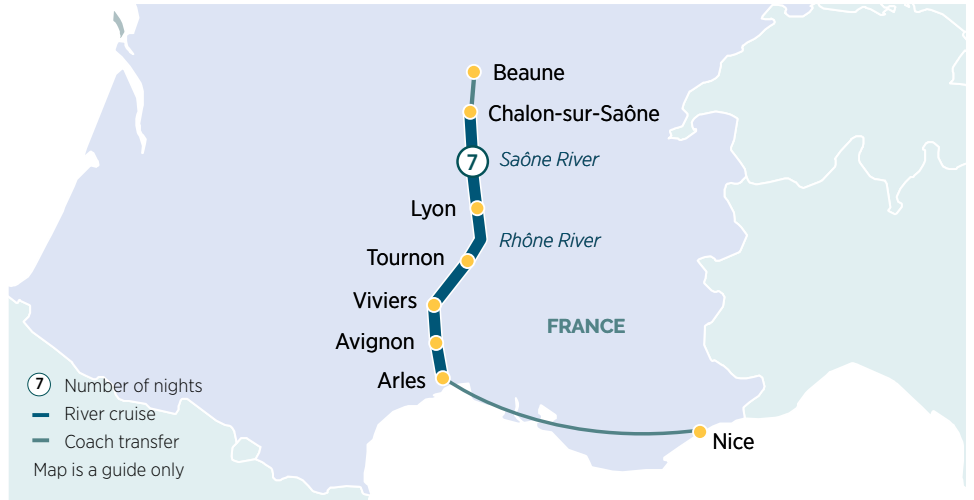 Beaune
Chalon-sur-Saône
7
Saône River
Lyon
Rhône River
Tournon
Viviers
FRANCE
Avignon
Arles
Nice
7 Number of nights
River cruise
Coach transfer
Map is a guide only